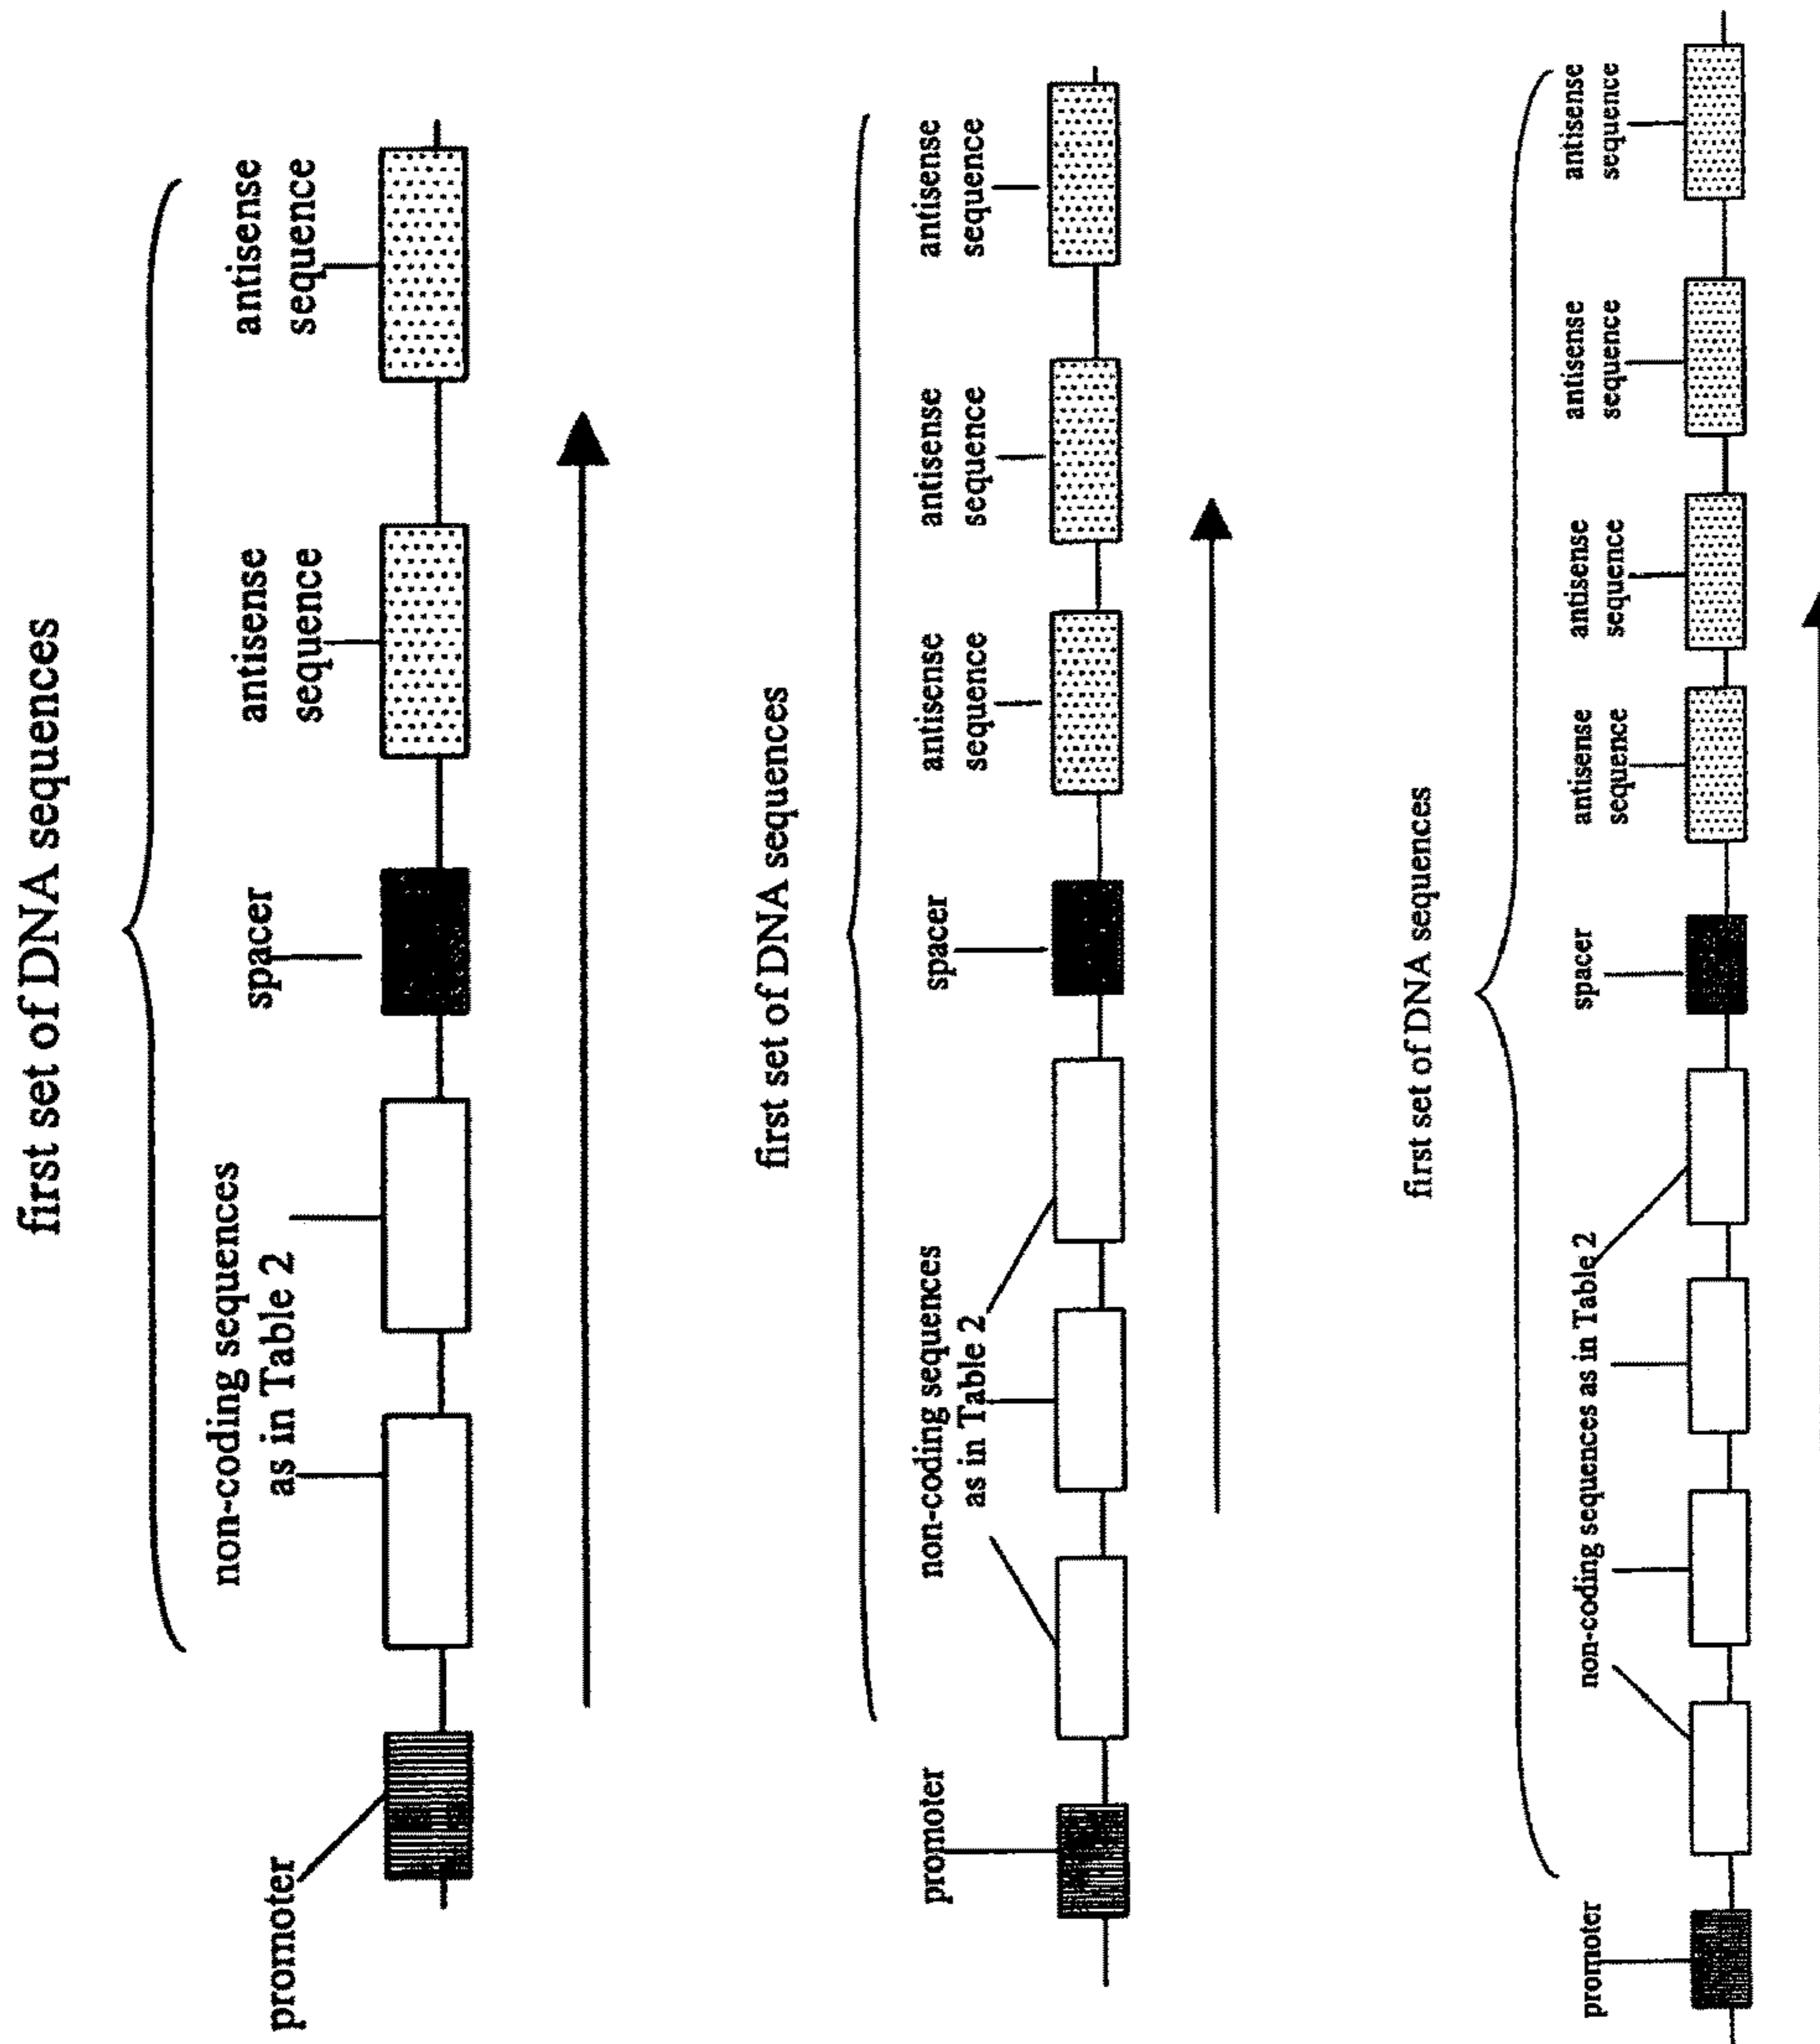 first set of DNA sequences
promoter
non-coding sequences
as in Table 2
spacer
antisense
sequence
antisense
sequence
first set of DNA sequences
promoter
non-coding sequences
as in Table 2
spacer
antisense
sequence
antisense
sequence
antisense
sequence
first set of DNA sequences
promoter
non-coding sequences as in Table 2
spacer
antisense
sequence
antisense
sequence
antisense
sequence
antisense
sequence